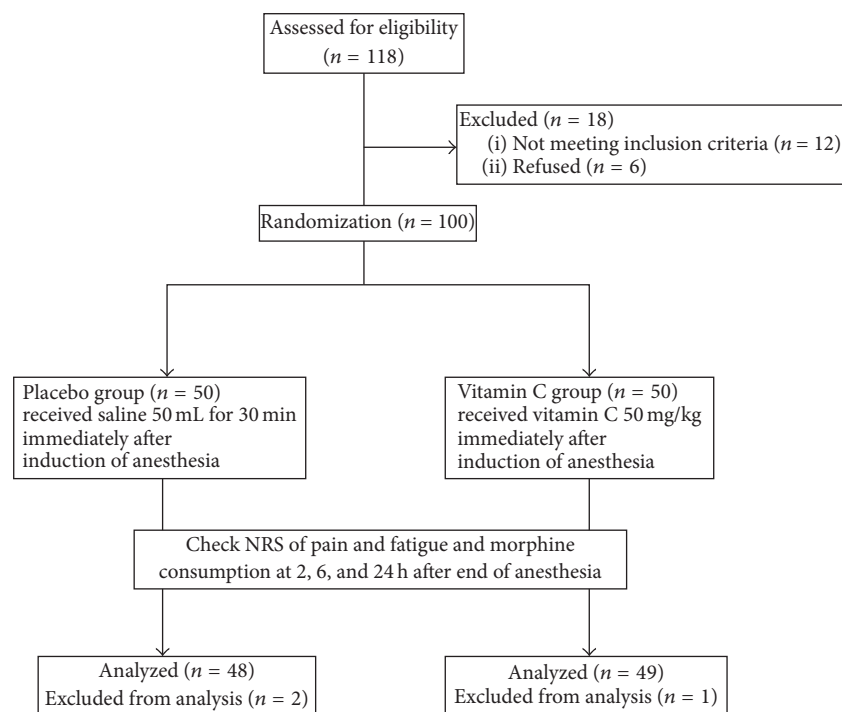 Assessed for eligibility
(n = 118)
Excluded (n = 18)
(i) Not meeting inclusion criteria (n = 12)
(ii) Refused (n = 6)
Randomization (n = 100)
Placebo group (n = 50)
received saline 50 mL for 30 min
immediately after
induction of anesthesia
Vitamin C group (n = 50)
received vitamin C 50 mg/kg
immediately after
induction of anesthesia
Check NRS of pain and fatigue and morphine
consumption at 2, 6, and 24 h after end of anesthesia
Analyzed (n = 48)
Excluded from analysis (n = 2)
Analyzed (n = 49)
Excluded from analysis (n = 1)